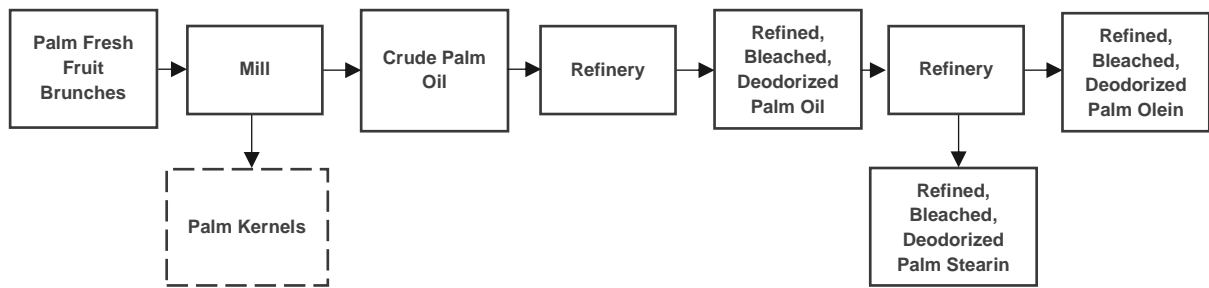 Palm Fresh
Fruit
Brunches
Mill
Crude Palm
Oil
Refinery
Refined,
Bleached,
Deodorized
Palm Oil
Refinery
Refined,
Bleached,
Deodorized
Palm Olein
Palm Kernels
Refined,
Bleached,
Deodorized
Palm Stearin